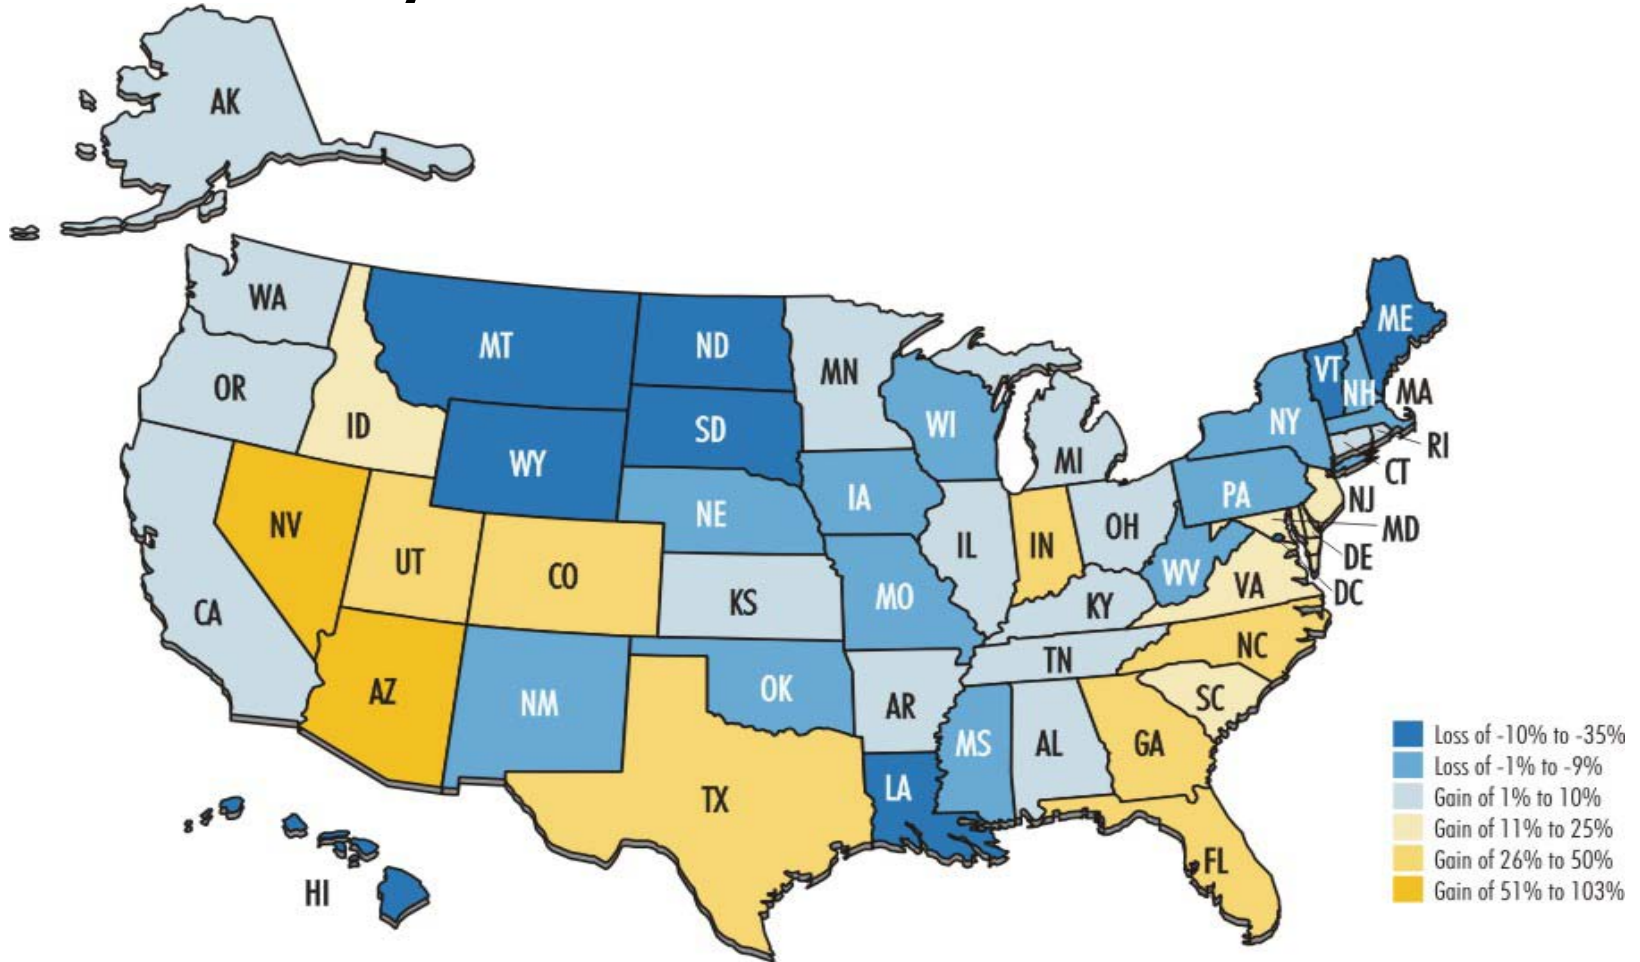 AK
WA
MT
ND
MN
ME
VT
NH
MA
OR
ID
SD
WI
NY
RI
WY
MI
CT
NV
NE
IA
PA
NJ
UT
CO
IL
IN
OH
MD
DE
CA
KS
MO
WV
VA
DC
KY
AZ
NM
OK
AR
TN
NC
SC
MS
AL
GA
TX
LA
FL
HI
Loss of -10% to -35%
Loss of -1% to -9%
Gain of 1% to 10%
Gain of 11% to 25%
Gain of 26% to 50%
Gain of 51% to 103%